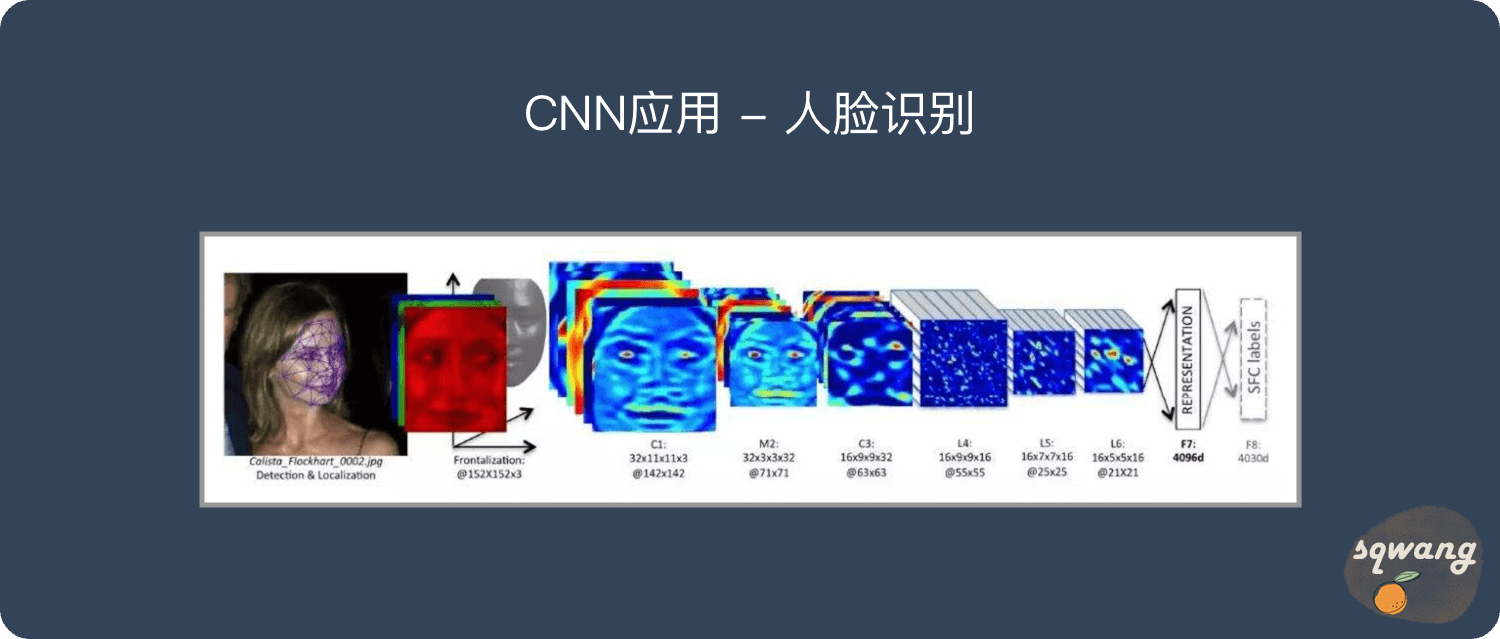 CNN应用 – 人脸识别
Calista_Flockhart_0002.jpg
Detection & Localization
Frontalization:
@152X152x3
C1:
32x11x11x3
@142x142
M2:
32x3x3x32
@71x71
C3:
16x9x9x32
@63x63
L4:
16x9x9x16
@55x55
L5:
16x7x7x16
@25x25
L6:
16x5x5x16
@21X21
REPRESENTATION
F7:
4096d
SFC labels
F8:
4030d
sqwang